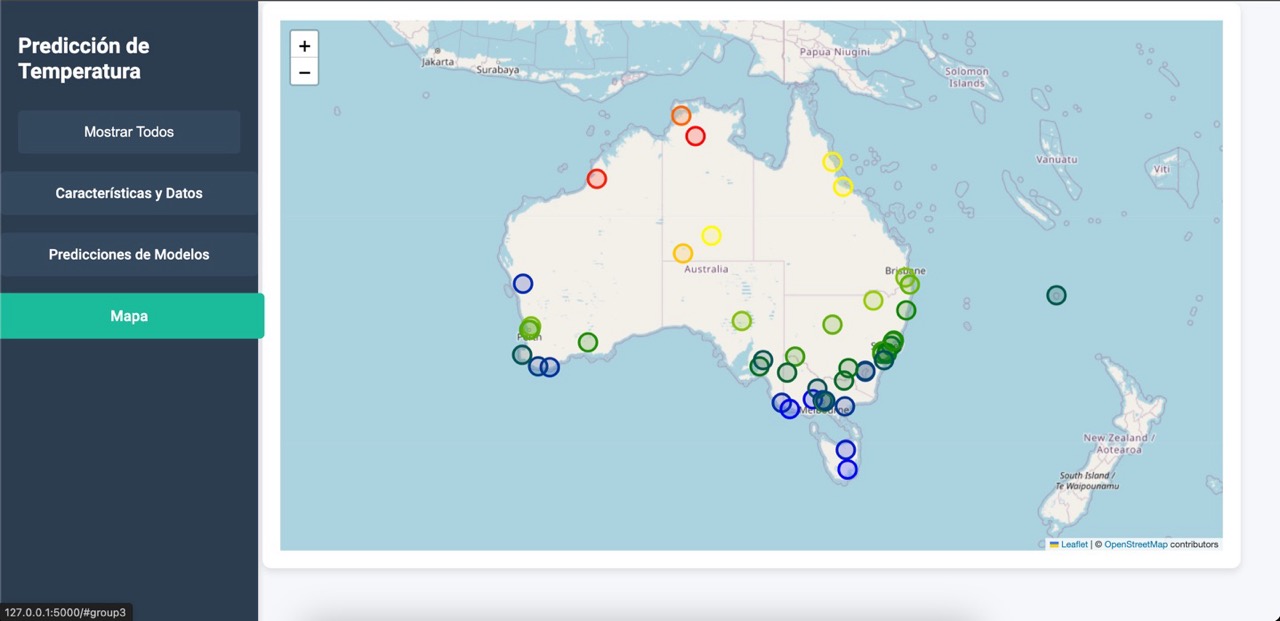 Predicción de
Temperatura
Mostrar Todos
Características y Datos
Predicciones de Modelos
Mapa
127.0.0.1:5000/#group3
+
−
Jakarta
Surabaya
Papua Niugini
Solomon
Islands
Vanuatu
Viti
Australia
Brisbane
Perth
Melbourne
New Zealand /
Aotearoa
South Island /
Te Waipounamu
Leaflet | © OpenStreetMap contributors